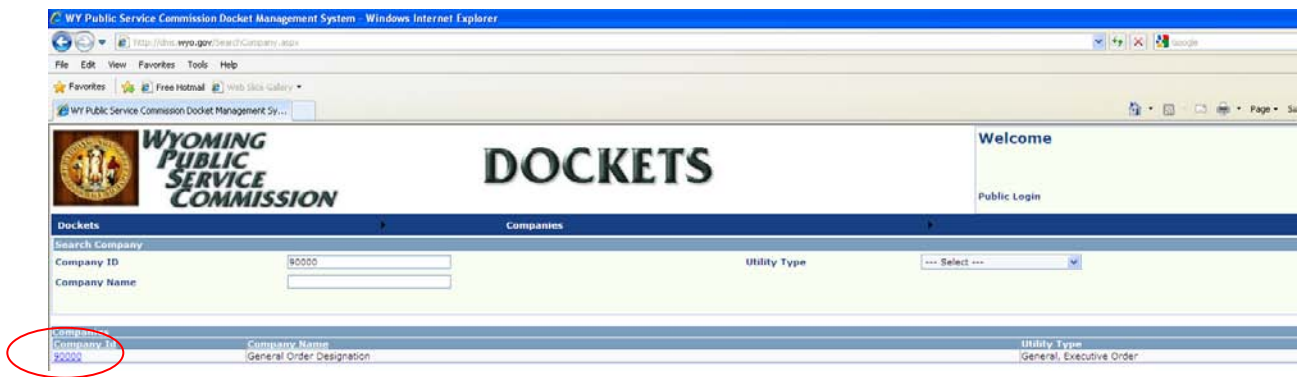 WY Public Service Commission Docket Management System - Windows Internet Explorer
http://dms.wyo.gov/SearchCompany.aspx
Google
File Edit View Favorites Tools Help
Favorites Free Hotmail Web Slice Gallery
WY Public Service Commission Docket Management Sy...
Page
WYOMING
PUBLIC
SERVICE
COMMISSION
DOCKETS
Welcome
Public Login
Dockets Companies
Search Company
Company ID 90000 Utility Type --- Select ---
Company Name
Companies
Company Id Company Name Utility Type
90000 General Order Designation General, Executive Order